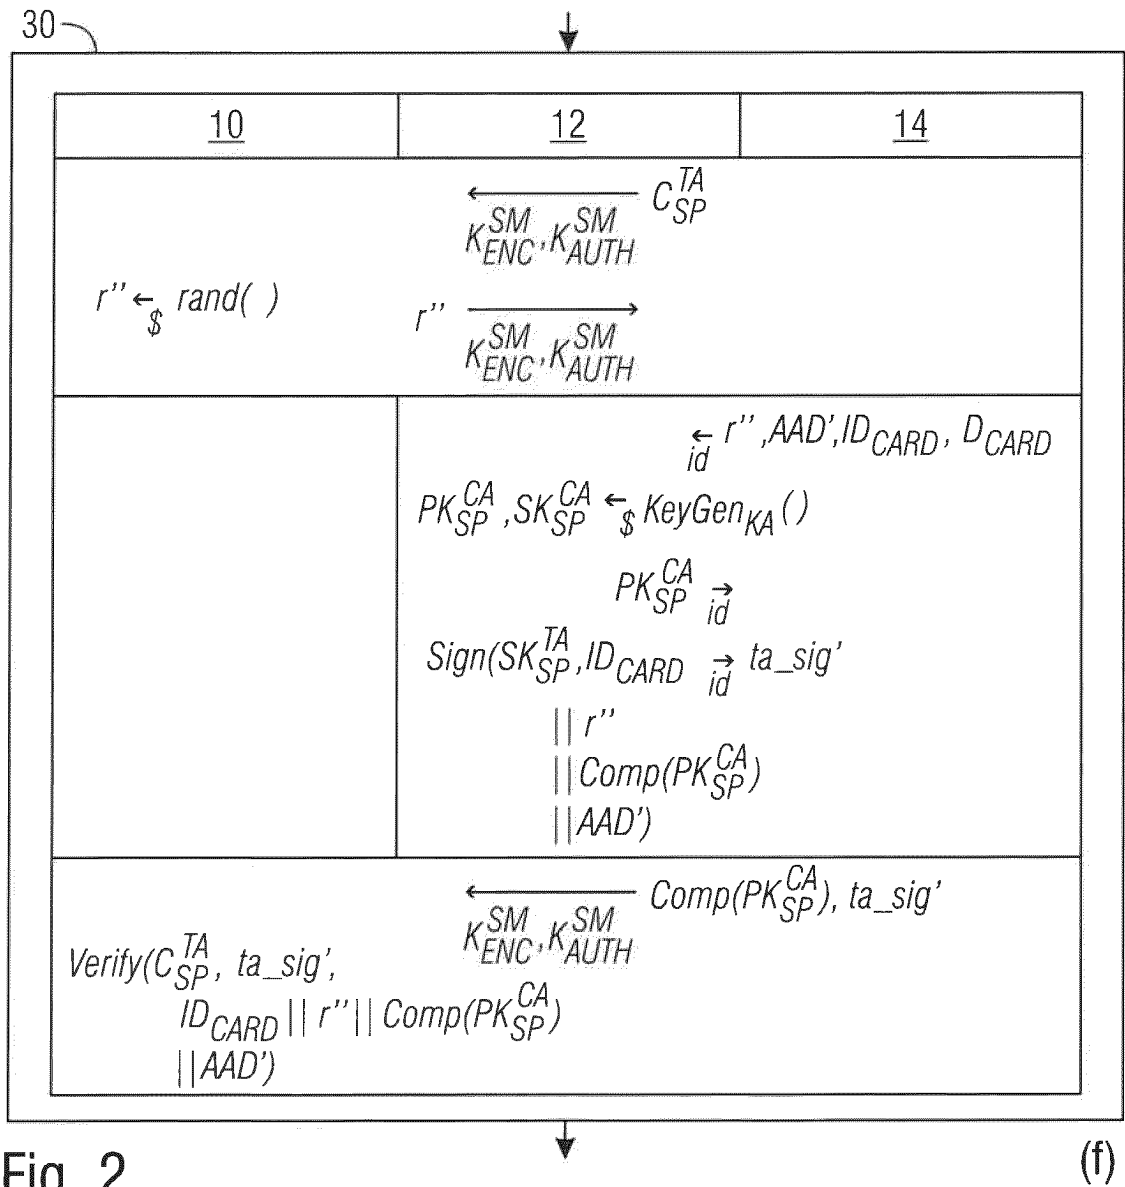 30
10 12 14
← C_SP^TA
K_ENC^SM, K_AUTH^SM
r'' ←$ rand( ) r'' →
K_ENC^SM, K_AUTH^SM
←id r'', AAD', ID_CARD, D_CARD
PK_SP^CA, SK_SP^CA ←$ KeyGen_KA()
PK_SP^CA →id
Sign(SK_SP^TA, ID_CARD →id ta_sig'
|| r''
|| Comp(PK_SP^CA)
|| AAD')
← Comp(PK_SP^CA), ta_sig'
K_ENC^SM, K_AUTH^SM
Verify(C_SP^TA, ta_sig',
ID_CARD || r'' || Comp(PK_SP^CA)
|| AAD')
Fig. 2 (f)